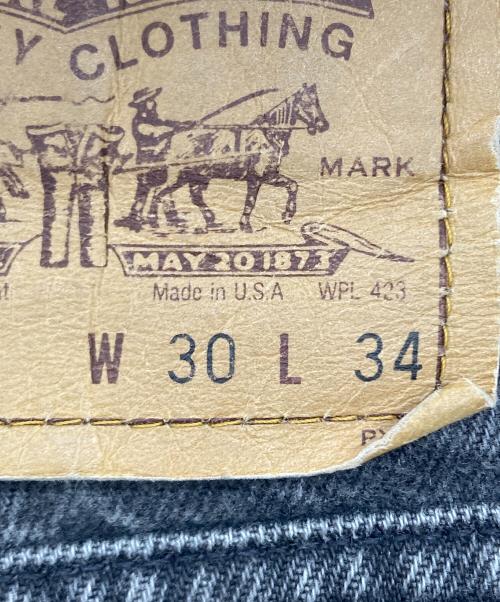 Y CLOTHING
MARK
MAY 20 1873
Made in U.S.A WPL 423
W 30 L 34